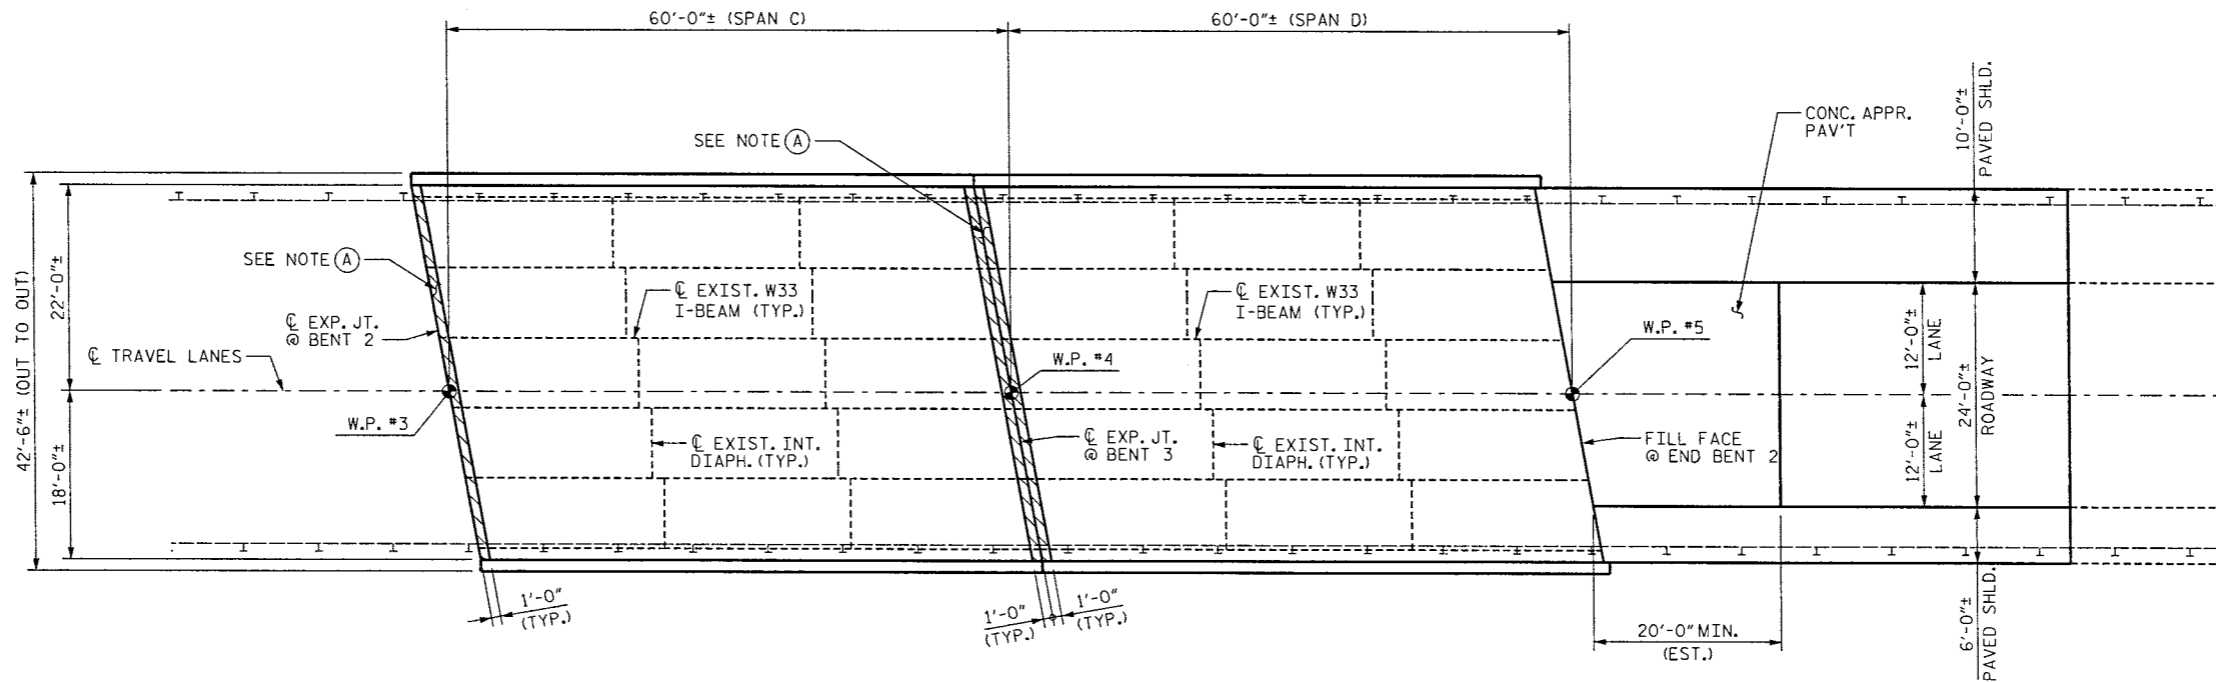 60'-0"± (SPAN C)
60'-0"± (SPAN D)
SEE NOTE A
CONC. APPR.
PAV'T
10'-0"±
PAVED SHLD.
42'-6"± (OUT TO OUT)
22'-0"±
18'-0"±
SEE NOTE A
℄ EXP. JT.
@ BENT 2
℄ TRAVEL LANES
W.P. #3
℄ EXIST. W33
I-BEAM (TYP.)
℄ EXIST. INT.
DIAPH. (TYP.)
W.P. #4
℄ EXP. JT.
@ BENT 3
℄ EXIST. W33
I-BEAM (TYP.)
℄ EXIST. INT.
DIAPH. (TYP.)
W.P. #5
FILL FACE
@ END BENT 2
12'-0"±
LANE
12'-0"±
LANE
24'-0"±
ROADWAY
1'-0"
(TYP.)
1'-0"
(TYP.)
1'-0"
(TYP.)
20'-0" MIN.
(EST.)
6'-0"±
PAVED SHLD.